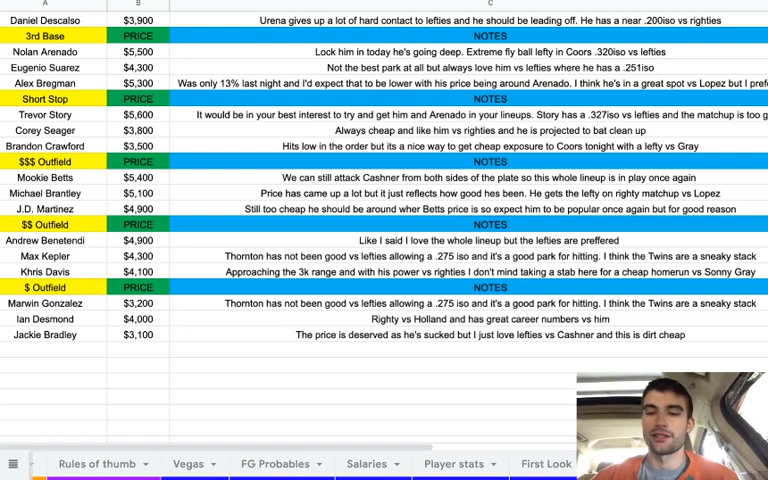 A B C
Daniel Descalso $3,900 Urena gives up a lot of hard contact to lefties and he should be leading off. He has a near .200iso vs righties
3rd Base PRICE NOTES
Nolan Arenado $5,500 Lock him in today he's going deep. Extreme fly ball lefty in Coors .320iso vs lefties
Eugenio Suarez $4,300 Not the best park at all but always love him vs lefties where he has a .251iso
Alex Bregman $5,300 Was only 13% last night and I'd expect that to be lower with his price being around Arenado. I think he's in a great spot vs Lopez but I pref
Short Stop PRICE NOTES
Trevor Story $5,600 It would be in your best interest to try and get him and Arenado in your lineups. Story has a .327iso vs lefties and the matchup is too g
Corey Seager $3,800 Always cheap and like him vs righties and he is projected to bat clean up
Brandon Crawford $3,500 Hits low in the order but its a nice way to get cheap exposure to Coors tonight with a lefty vs Gray
$$$ Outfield PRICE NOTES
Mookie Betts $5,400 We can still attack Cashner from both sides of the plate so this whole lineup is in play once again
Michael Brantley $5,100 Price has came up a lot but it just reflects how good hes been. He gets the lefty on righty matchup vs Lopez
J.D. Martinez $4,900 Still too cheap he should be around wher Betts price is so expect him to be popular once again but for good reason
$$ Outfield PRICE NOTES
Andrew Benetendi $4,900 Like I said I love the whole lineup but the lefties are preffered
Max Kepler $4,300 Thornton has not been good vs lefties allowing a .275 iso and it's a good park for hitting. I think the Twins are a sneaky stack
Khris Davis $4,100 Approaching the 3k range and with his power vs righties I don't mind taking a stab here for a cheap homerun vs Sonny Gray
$ Outfield PRICE NOTES
Marwin Gonzalez $3,200 Thornton has not been good vs lefties allowing a .275 iso and it's a good park for hitting. I think the Twins are a sneaky stack
Ian Desmond $4,000 Righty vs Holland and has great career numbers vs him
Jackie Bradley $3,100 The price is deserved as he's sucked but I just love lefties vs Cashner and this is dirt cheap
Rules of thumb Vegas FG Probables Salaries Player stats First Look